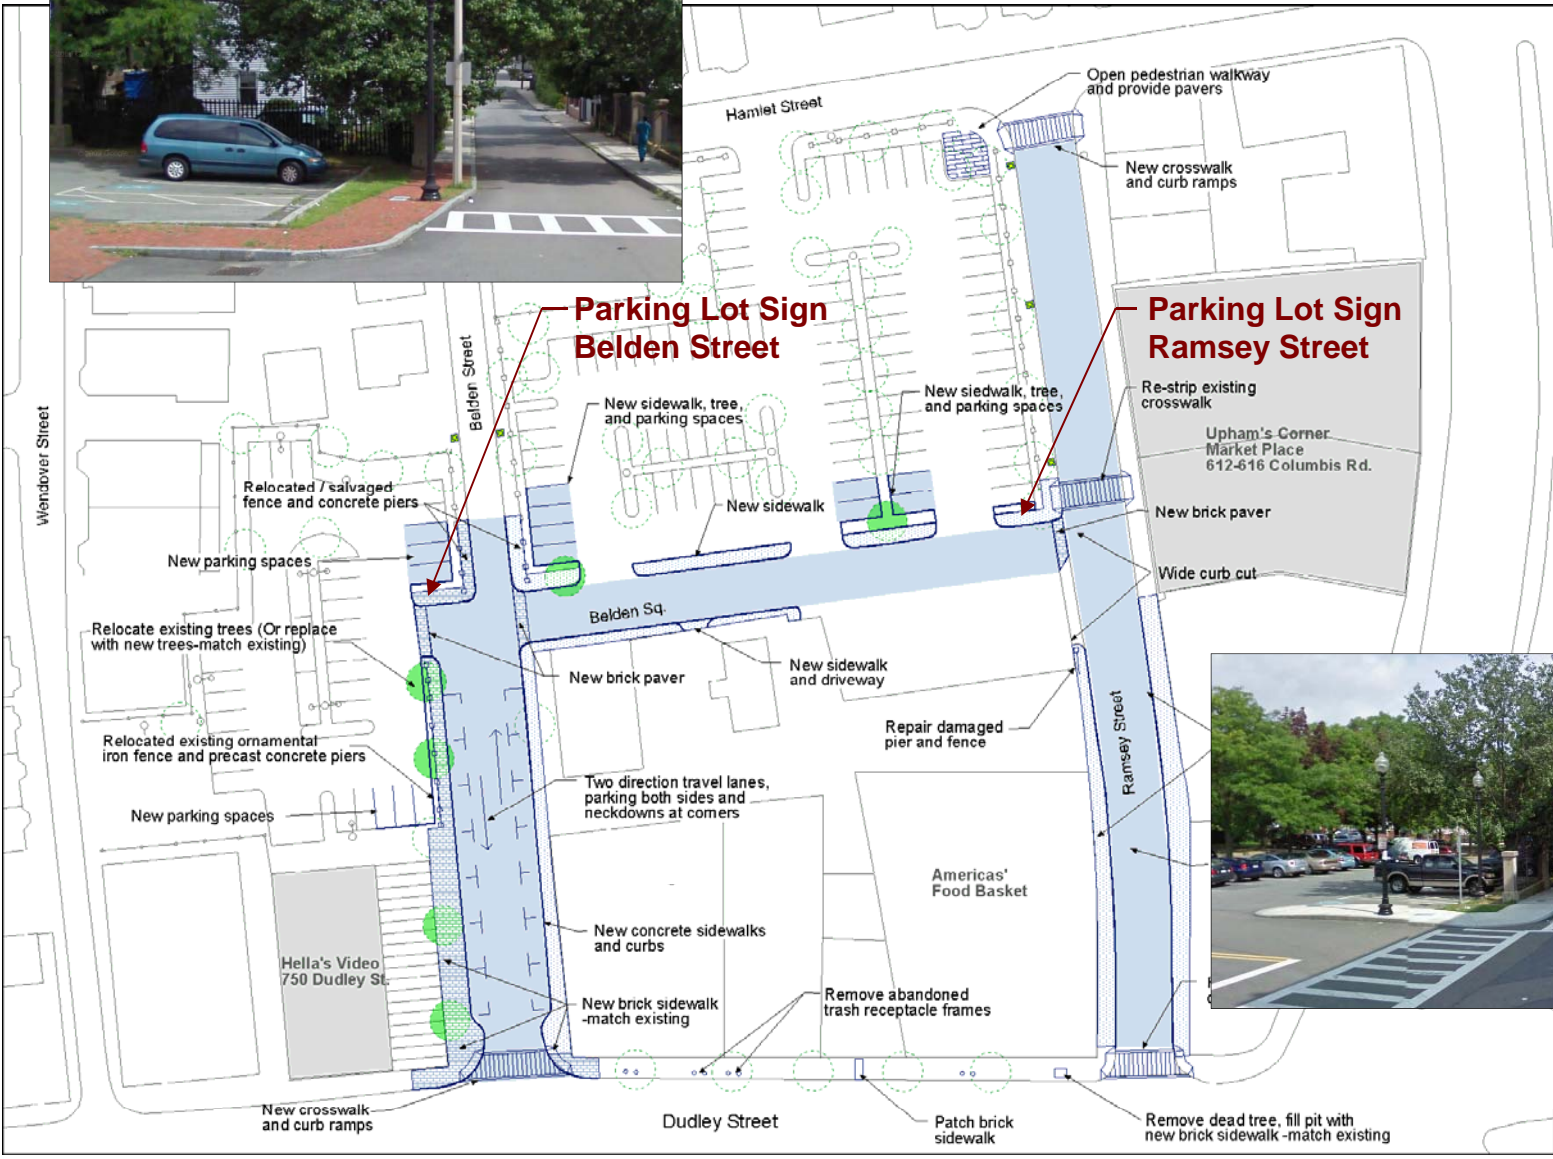 Hamlet Street
Open pedestrian walkway
and provide pavers
New crosswalk
and curb ramps
Parking Lot Sign
Belden Street
Parking Lot Sign
Ramsey Street
Belden Street
Wendover Street
New sidewalk, tree,
and parking spaces
New siedwalk, tree,
and parking spaces
Re-strip existing
crosswalk
Upham's Corner
Market Place
612-616 Columbis Rd.
Relocated / salvaged
fence and concrete piers
New sidewalk
New brick paver
New parking spaces
Wide curb cut
Belden Sq.
Relocate existing trees (Or replace
with new trees-match existing)
New brick paver
New sidewalk
and driveway
Repair damaged
pier and fence
Ramsey Street
Relocated existing ornamental
iron fence and precast concrete piers
New parking spaces
Two direction travel lanes,
parking both sides and
neckdowns at corners
Americas'
Food Basket
New concrete sidewalks
and curbs
Hella's Video
750 Dudley St.
New brick sidewalk
-match existing
Remove abandoned
trash receptacle frames
New crosswalk
and curb ramps
Dudley Street
Patch brick
sidewalk
Remove dead tree, fill pit with
new brick sidewalk -match existing